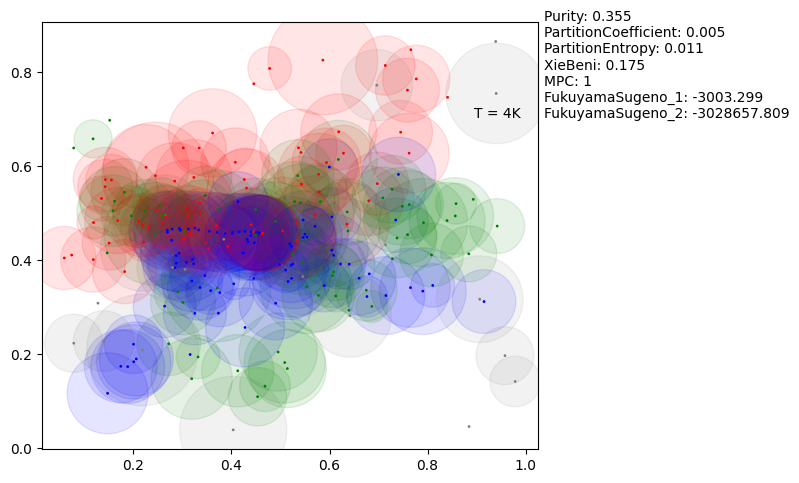 Purity: 0.355
PartitionCoefficient: 0.005
PartitionEntropy: 0.011
XieBeni: 0.175
MPC: 1
FukuyamaSugeno_1: -3003.299
FukuyamaSugeno_2: -3028657.809
T = 4K
0.8
0.6
0.4
0.2
0.0
0.2 0.4 0.6 0.8 1.0